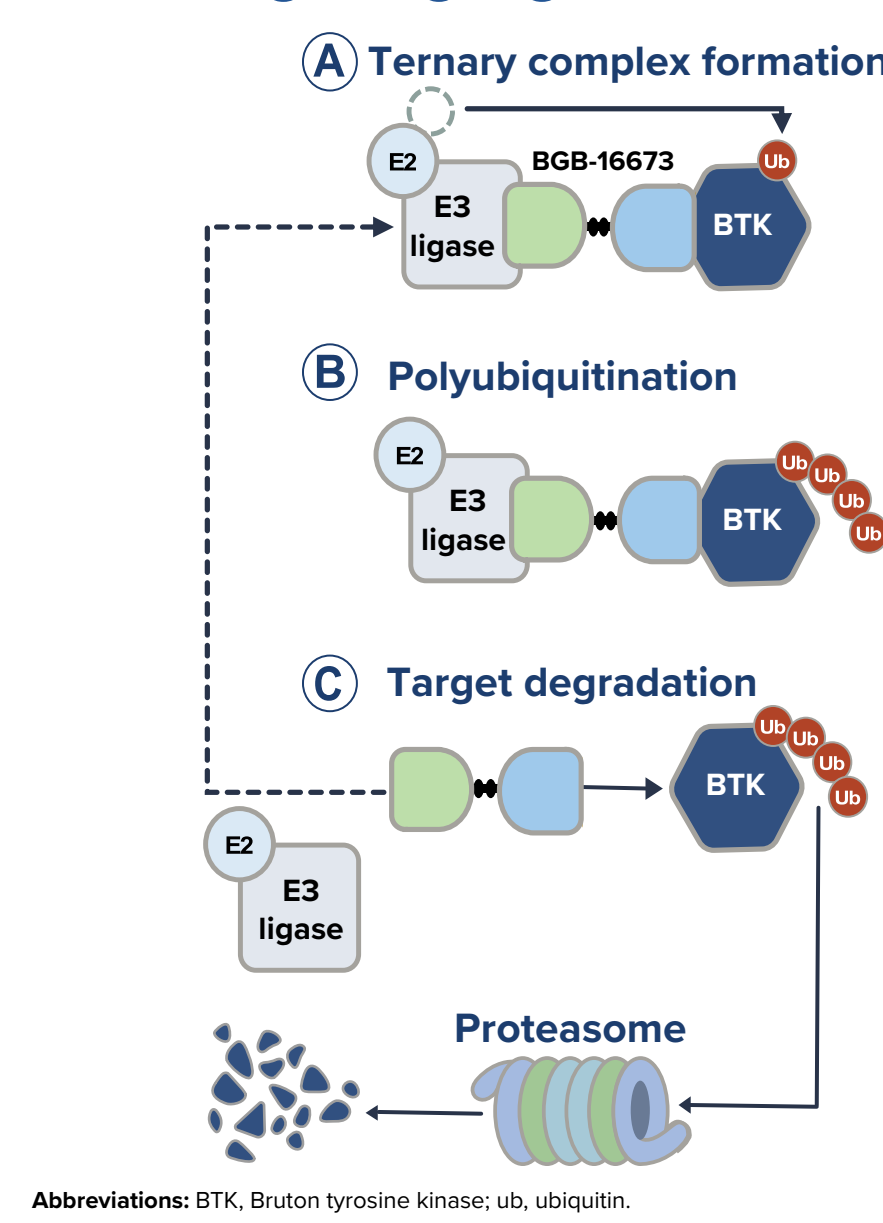 A Ternary complex formation
E2
BGB-16673
Ub
E3
ligase
BTK
B Polyubiquitination
E2
E3
ligase
BTK
Ub
Ub
Ub
Ub
C Target degradation
BTK
Ub
Ub
Ub
Ub
E2
E3
ligase
Proteasome
Abbreviations: BTK, Bruton tyrosine kinase; ub, ubiquitin.